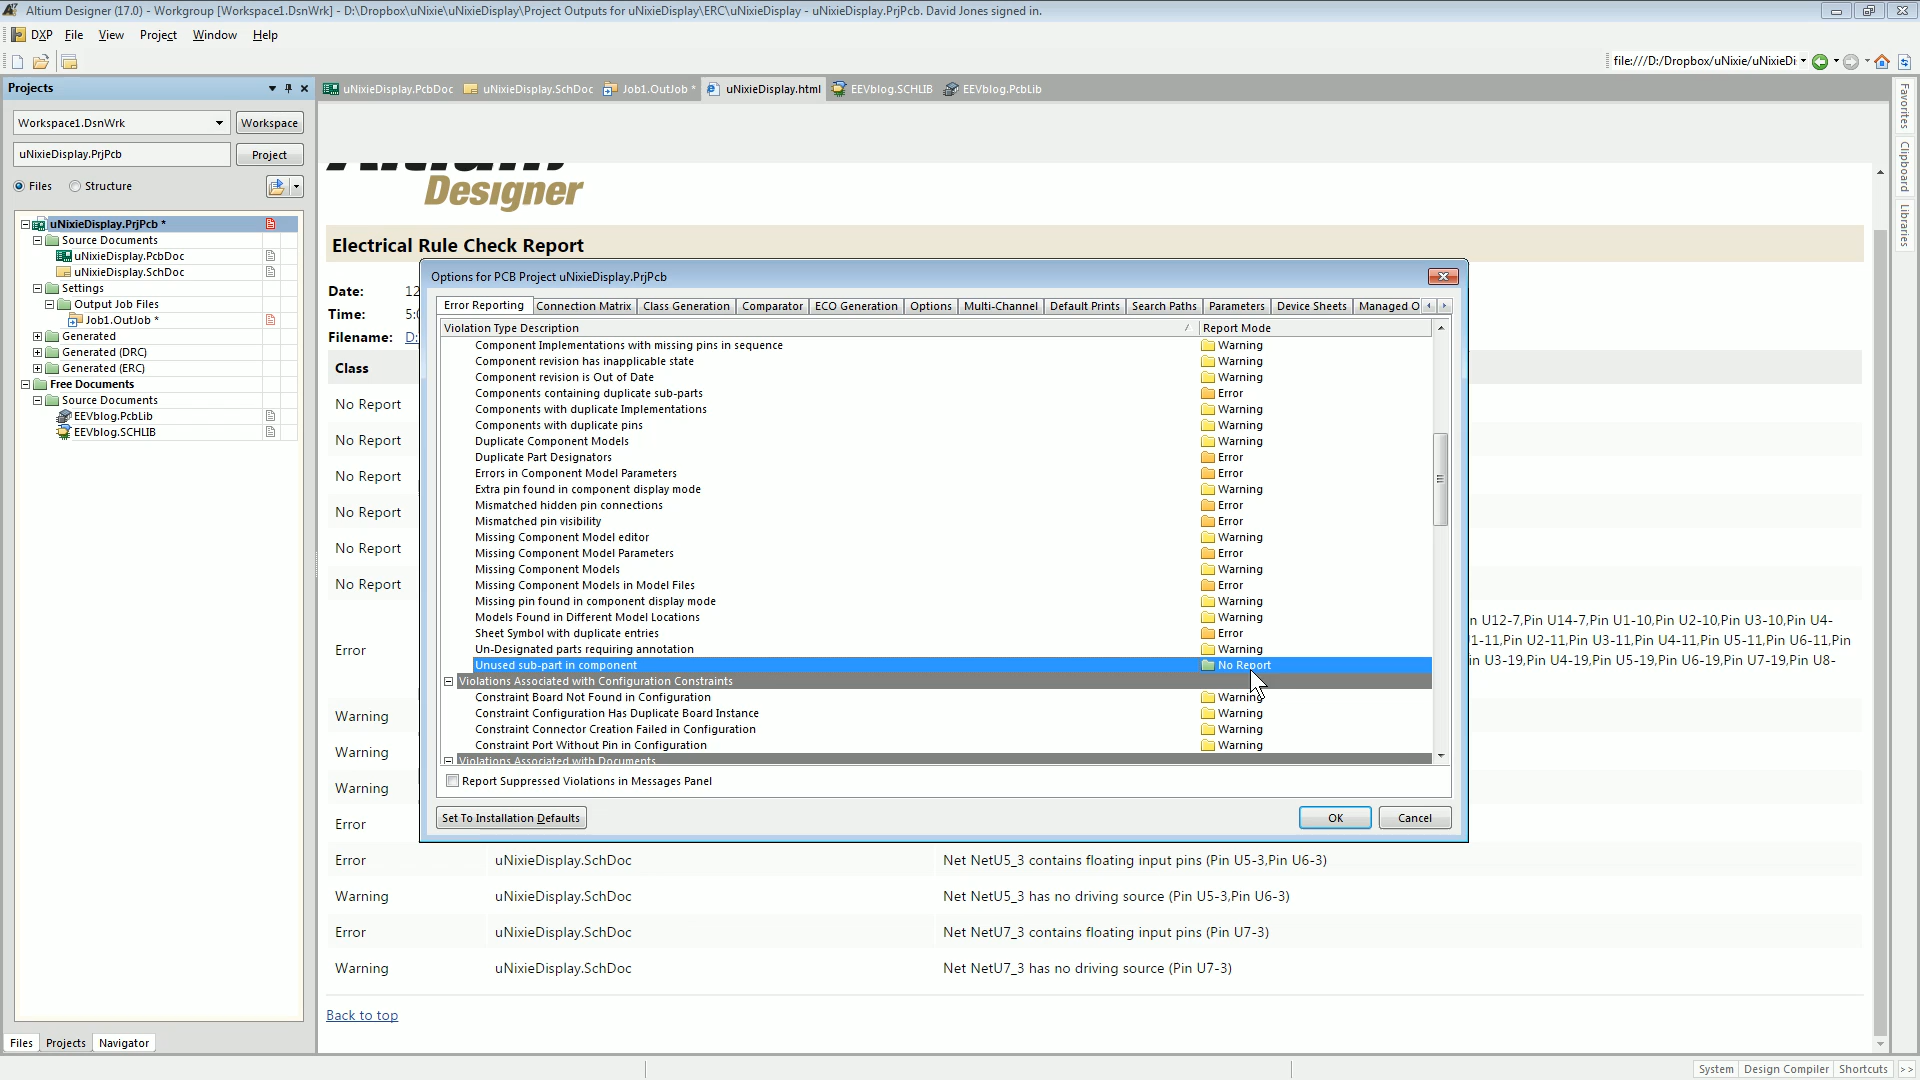 Altium Designer (17.0) - Workgroup [Workspace1.DsnWrk] - D:\Dropbox\uNixie\uNixieDisplay\Project Outputs for uNixieDisplay\ERC\uNixieDisplay - uNixieDisplay.PrjPcb. David Jones signed in.
DXP File View Project Window Help
file:///D:/Dropbox/uNixie/uNixieDi
Projects
uNixieDisplay.PcbDoc uNixieDisplay.SchDoc Job1.OutJob * uNixieDisplay.html EEVblog.SCHLIB EEVblog.PcbLib
Workspace1.DsnWrk Workspace
uNixieDisplay.PrjPcb Project
Files Structure
uNixieDisplay.PrjPcb *
Source Documents
uNixieDisplay.PcbDoc
uNixieDisplay.SchDoc
Settings
Output Job Files
Job1.OutJob *
Generated
Generated (DRC)
Generated (ERC)
Free Documents
Source Documents
EEVblog.PcbLib
EEVblog.SCHLIB
Files Projects Navigator
Favorites
Clipboard
Libraries
Designer
Electrical Rule Check Report
Date: 12
Time: 5:0
Filename: D:
Class
No Report
No Report
No Report
No Report
No Report
No Report
n U12-7,Pin U14-7,Pin U1-10,Pin U2-10,Pin U3-10,Pin U4-
Error 1-11,Pin U2-11,Pin U3-11,Pin U4-11,Pin U5-11,Pin U6-11,Pin
in U3-19,Pin U4-19,Pin U5-19,Pin U6-19,Pin U7-19,Pin U8-
Warning
Warning
Warning
Error
Error uNixieDisplay.SchDoc Net NetU5_3 contains floating input pins (Pin U5-3,Pin U6-3)
Warning uNixieDisplay.SchDoc Net NetU5_3 has no driving source (Pin U5-3,Pin U6-3)
Error uNixieDisplay.SchDoc Net NetU7_3 contains floating input pins (Pin U7-3)
Warning uNixieDisplay.SchDoc Net NetU7_3 has no driving source (Pin U7-3)
Back to top
Options for PCB Project uNixieDisplay.PrjPcb
Error Reporting Connection Matrix Class Generation Comparator ECO Generation Options Multi-Channel Default Prints Search Paths Parameters Device Sheets Managed O
Violation Type Description Report Mode
Component Implementations with missing pins in sequence Warning
Component revision has inapplicable state Warning
Component revision is Out of Date Warning
Components containing duplicate sub-parts Error
Components with duplicate Implementations Warning
Components with duplicate pins Warning
Duplicate Component Models Warning
Duplicate Part Designators Error
Errors in Component Model Parameters Error
Extra pin found in component display mode Warning
Mismatched hidden pin connections Error
Mismatched pin visibility Error
Missing Component Model editor Warning
Missing Component Model Parameters Error
Missing Component Models Warning
Missing Component Models in Model Files Error
Missing pin found in component display mode Warning
Models Found in Different Model Locations Warning
Sheet Symbol with duplicate entries Error
Un-Designated parts requiring annotation Warning
Unused sub-part in component No Report
Violations Associated with Configuration Constraints
Constraint Board Not Found in Configuration Warning
Constraint Configuration Has Duplicate Board Instance Warning
Constraint Connector Creation Failed in Configuration Warning
Constraint Port Without Pin in Configuration Warning
Violations Associated with Documents
Report Suppressed Violations in Messages Panel
Set To Installation Defaults OK Cancel
System Design Compiler Shortcuts >>